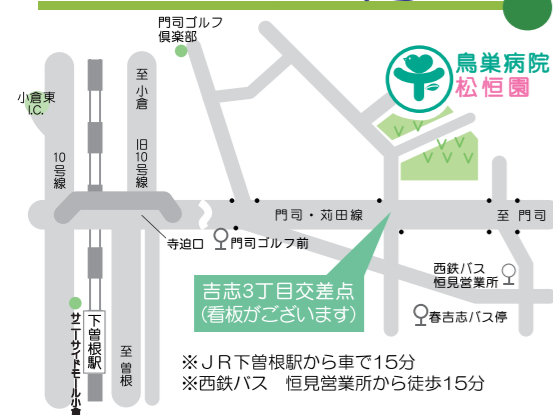 門司ゴルフ
倶楽部
鳥巣病院
松恒園
至小倉
小倉東
I.C.
10号線
旧10号線
門司・苅田線
至 門司
寺迫口
門司ゴルフ前
吉志3丁目交差点
(看板がございます)
西鉄バス
恒見営業所
春吉志バス停
サニーサイドモール小倉
下曽根駅
至曽根
※ＪＲ下曽根駅から車で15分
※西鉄バス　恒見営業所から徒歩15分